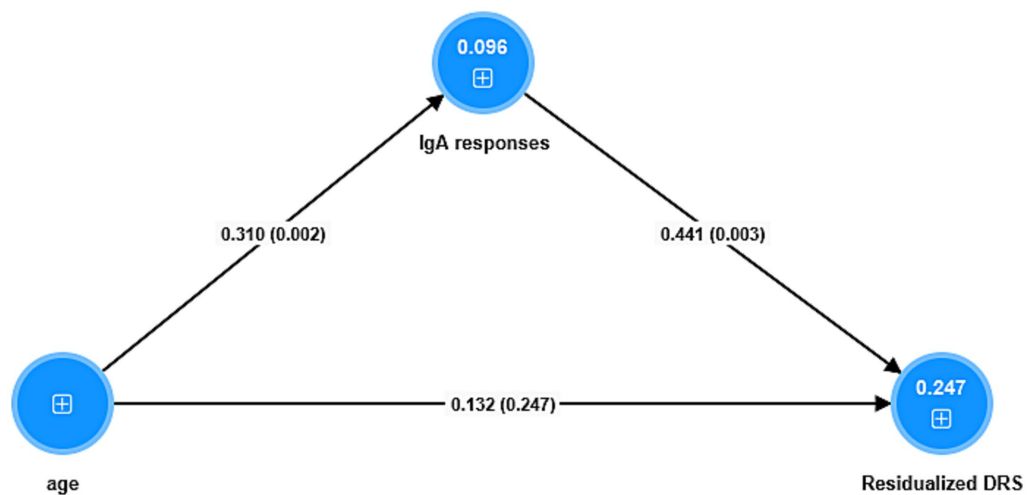 0.096
IgA responses
0.310 (0.002)
0.441 (0.003)
0.247
0.132 (0.247)
age
Residualized DRS